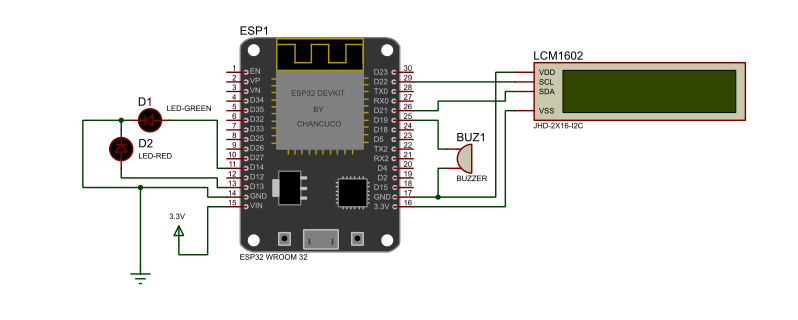 ESP1
LCM1602
1 EN
2 VP
3 VN
4 D34
5 D35
6 D32
7 D33
8 D25
9 D26
10 D27
11 D14
12 D12
13 D13
14 GND
15 VIN
D23 30
D22 29
TX0 28
RX0 27
D21 26
D19 25
D18 24
D5 23
TX2 22
RX2 21
D4 20
D2 19
D15 18
GND 17
3.3V 16
ESP32 DEVKIT
BY
CHANCUCO
VDD
SCL
SDA
VSS
JHD-2X16-I2C
D1
LED-GREEN
D2
LED-RED
BUZ1
BUZZER
3.3V
ESP32 WROOM 32